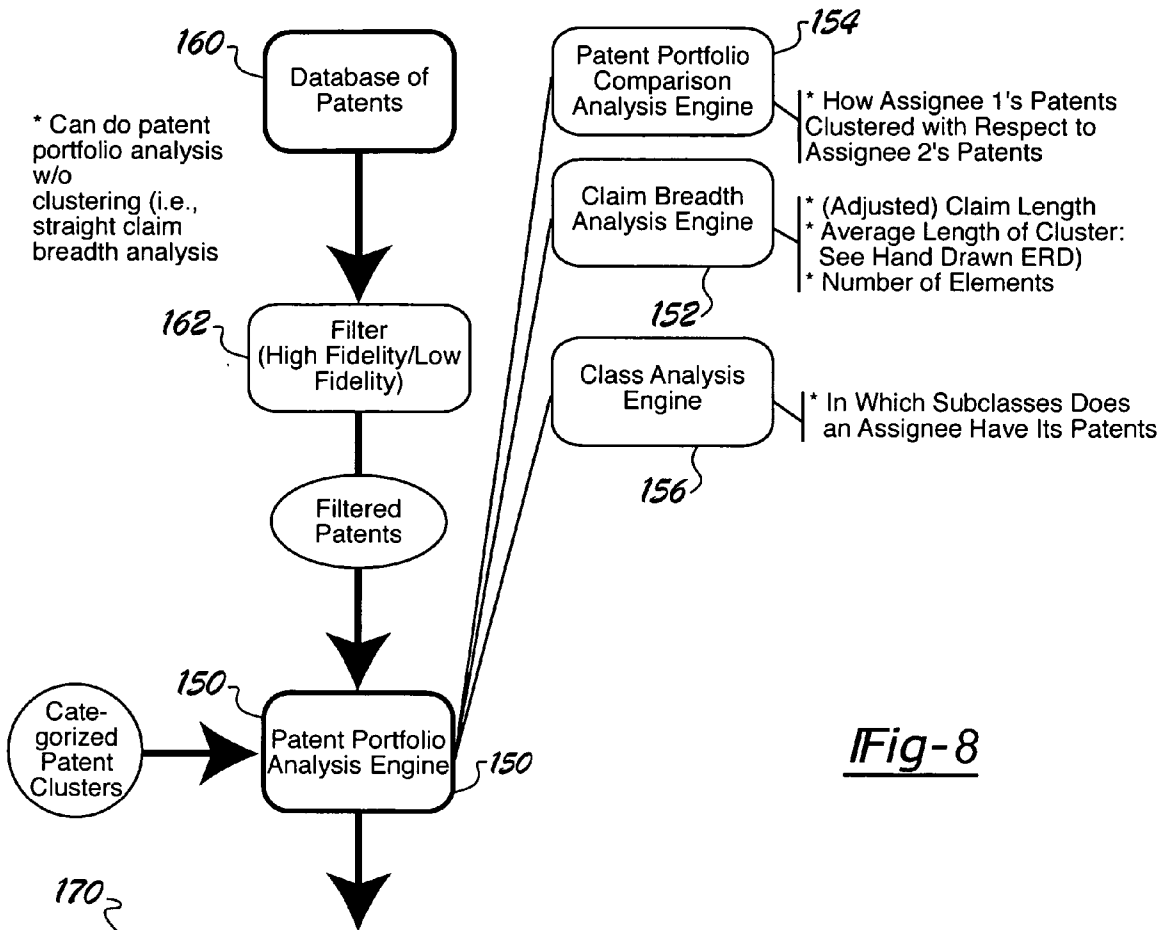 160
Database of
Patents
* Can do patent
portfolio analysis
w/o
clustering (i.e.,
straight claim
breadth analysis
162
Filter
(High Fidelity/Low
Fidelity)
Filtered
Patents
150
Cate-
gorized
Patent
Clusters
Patent Portfolio
Analysis Engine
150
170
154
Patent Portfolio
Comparison
Analysis Engine
* How Assignee 1's Patents
Clustered with Respect to
Assignee 2's Patents
Claim Breadth
Analysis Engine
152
* (Adjusted) Claim Length
* Average Length of Cluster:
See Hand Drawn ERD)
* Number of Elements
Class Analysis
Engine
156
* In Which Subclasses Does
an Assignee Have Its Patents
Fig-8